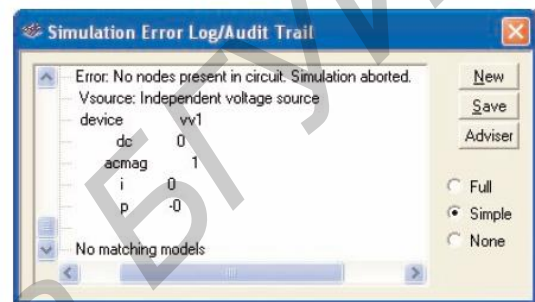 Simulation Error Log/Audit Trail
Error: No nodes present in circuit. Simulation aborted.
Vsource: Independent voltage source
device vv1
dc 0
acmag 1
i 0
p -0
No matching models
New
Save
Adviser
Full
Simple
None
БГУИ